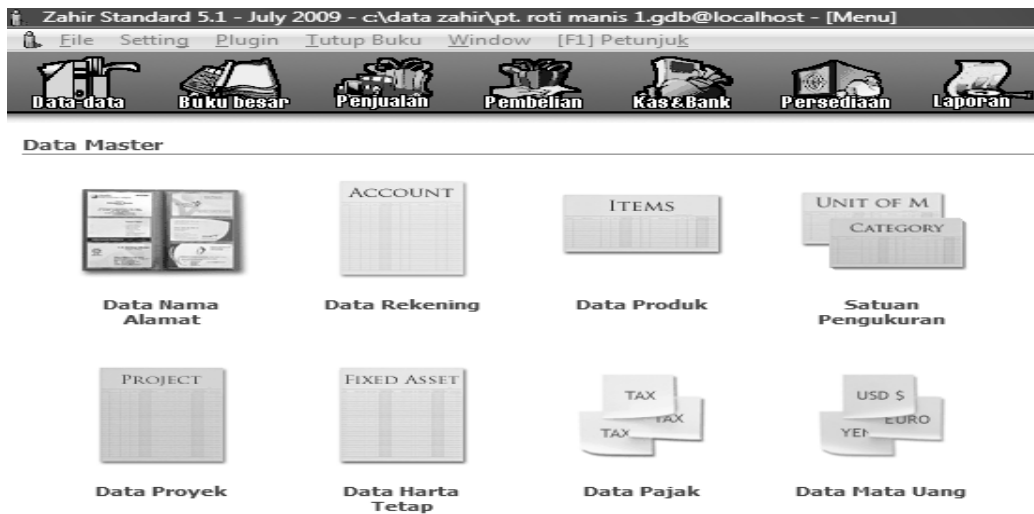 Zahir Standard 5.1 - July 2009 - c:\data zahir\pt. roti manis 1.gdb@localhost - [Menu]
File Setting Plugin Tutup Buku Window [F1] Petunjuk
Data-data Buku besar Penjualan Pembelian Kas&Bank Persediaan Laporan
Data Master
ACCOUNT
ITEMS
UNIT OF M
CATEGORY
Data Nama
Alamat
Data Rekening
Data Produk
Satuan
Pengukuran
PROJECT
FIXED ASSET
TAX
TAX
TAX
USD $
EURO
YEN
Data Proyek
Data Harta
Tetap
Data Pajak
Data Mata Uang